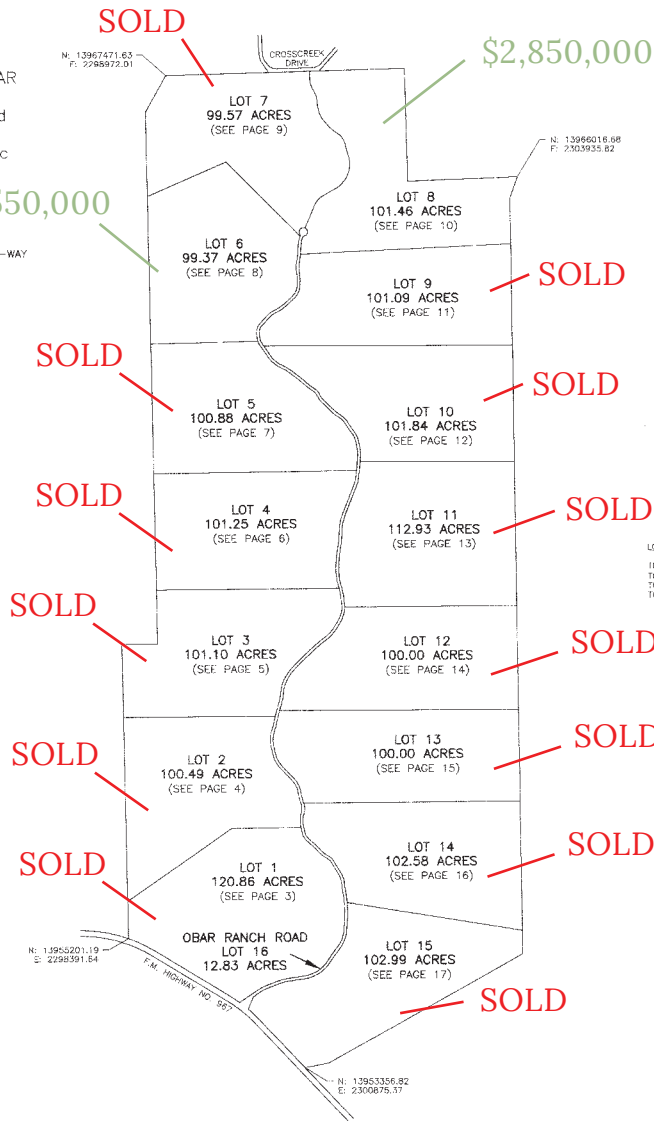 SOLD
N: 13967471.63
E: 2298972.01
CROSSCREEK
DRIVE
$2,850,000
AR
d
C
LOT 7
99.57 ACRES
(SEE PAGE 9)
N: 13966016.68
E: 2303935.82
50,000
LOT 8
101.46 ACRES
(SEE PAGE 10)
-WAY
LOT 6
99.37 ACRES
(SEE PAGE 8)
LOT 9
101.09 ACRES
(SEE PAGE 11)
SOLD
SOLD
LOT 5
100.88 ACRES
(SEE PAGE 7)
SOLD
LOT 10
101.84 ACRES
(SEE PAGE 12)
SOLD
LOT 4
101.25 ACRES
(SEE PAGE 6)
LOT 11
112.93 ACRES
(SEE PAGE 13)
SOLD
SOLD
LOT 3
101.10 ACRES
(SEE PAGE 5)
LOT 12
100.00 ACRES
(SEE PAGE 14)
SOLD
SOLD
LOT 2
100.49 ACRES
(SEE PAGE 4)
LOT 13
100.00 ACRES
(SEE PAGE 15)
SOLD
SOLD
LOT 1
120.86 ACRES
(SEE PAGE 3)
LOT 14
102.58 ACRES
(SEE PAGE 16)
SOLD
N: 13955201.19
E: 2298391.64
F.M. HIGHWAY NO. 967
OBAR RANCH ROAD
LOT 16
12.83 ACRES
LOT 15
102.99 ACRES
(SEE PAGE 17)
SOLD
N: 13953356.82
E: 2300875.37